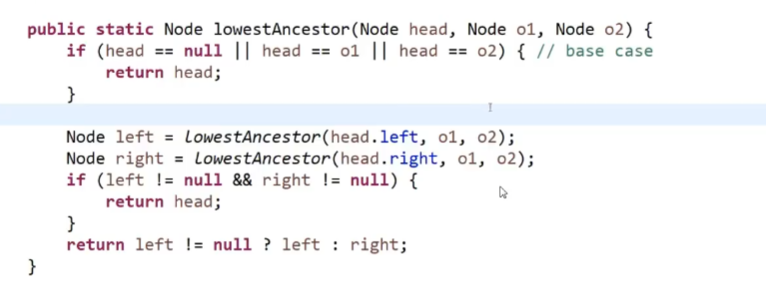 public static Node lowestAncestor(Node head, Node o1, Node o2) {
if (head == null || head == o1 || head == o2) { // base case
return head;
}
Node left = lowestAncestor(head.left, o1, o2);
Node right = lowestAncestor(head.right, o1, o2);
if (left != null && right != null) {
return head;
}
return left != null ? left : right;
}